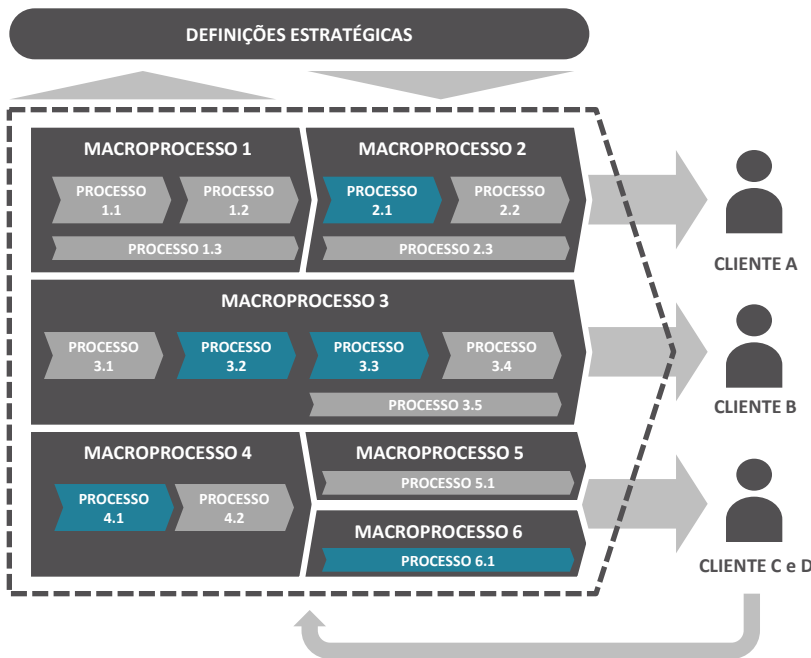 DEFINIÇÕES ESTRATÉGICAS
MACROPROCESSO 1
PROCESSO
1.1
PROCESSO
1.2
PROCESSO 1.3
MACROPROCESSO 2
PROCESSO
2.1
PROCESSO
2.2
PROCESSO 2.3
CLIENTE A
MACROPROCESSO 3
PROCESSO
3.1
PROCESSO
3.2
PROCESSO
3.3
PROCESSO
3.4
PROCESSO 3.5
CLIENTE B
MACROPROCESSO 4
PROCESSO
4.1
PROCESSO
4.2
MACROPROCESSO 5
PROCESSO 5.1
MACROPROCESSO 6
PROCESSO 6.1
CLIENTE C e D